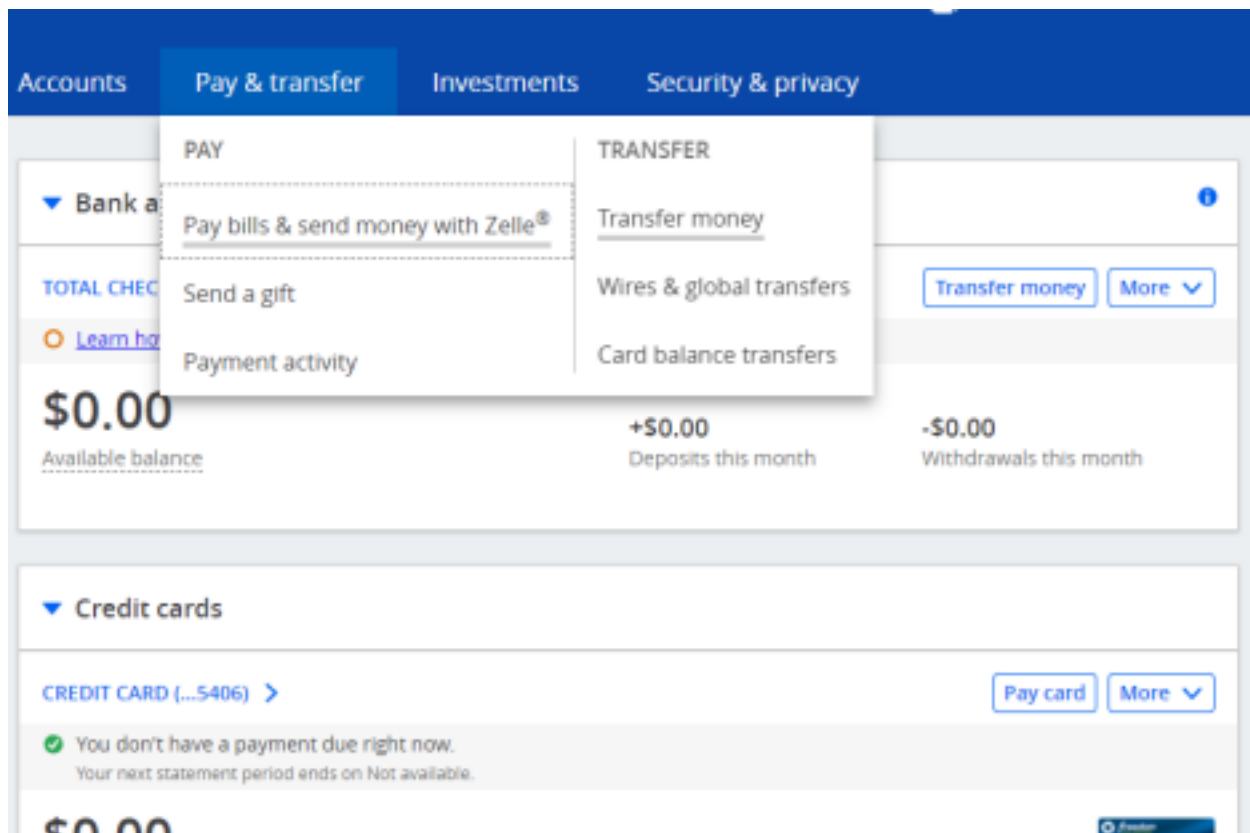 Accounts Pay & transfer Investments Security & privacy
PAY
Pay bills & send money with Zelle®
Send a gift
Payment activity
TRANSFER
Transfer money
Wires & global transfers
Card balance transfers
Bank a
TOTAL CHEC
Transfer money More
Learn ho
$0.00
Available balance
+$0.00
Deposits this month
-$0.00
Withdrawals this month
Credit cards
CREDIT CARD (...5406)
Pay card More
You don't have a payment due right now.
Your next statement period ends on Not available.
$0.00